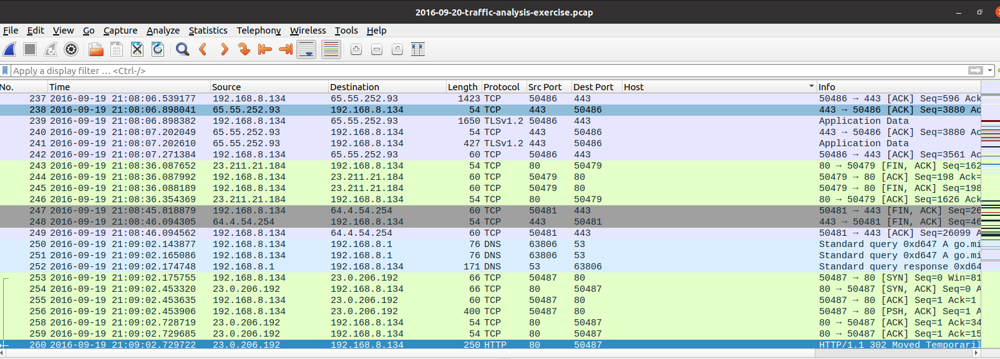 2016-09-20-traffic-analysis-exercise.pcap
File Edit View Go Capture Analyze Statistics Telephony Wireless Tools Help
Apply a display filter … <Ctrl-/>
No. Time Source Destination Length Protocol Src Port Dest Port Host Info
237 2016-09-19 21:08:06.539177 192.168.8.134 65.55.252.93 1423 TCP 50486 443 50486 → 443 [ACK] Seq=596 Ack
238 2016-09-19 21:08:06.898041 65.55.252.93 192.168.8.134 54 TCP 443 50486 443 → 50486 [ACK] Seq=3880 Ac
239 2016-09-19 21:08:06.898382 192.168.8.134 65.55.252.93 1650 TLSv1.2 50486 443 Application Data
240 2016-09-19 21:08:07.202049 65.55.252.93 192.168.8.134 54 TCP 443 50486 443 → 50486 [ACK] Seq=3880 Ac
241 2016-09-19 21:08:07.202610 65.55.252.93 192.168.8.134 427 TLSv1.2 443 50486 Application Data
242 2016-09-19 21:08:07.271384 192.168.8.134 65.55.252.93 60 TCP 50486 443 50486 → 443 [ACK] Seq=3561 Ac
243 2016-09-19 21:08:36.087652 23.211.21.184 192.168.8.134 54 TCP 80 50479 80 → 50479 [FIN, ACK] Seq=162
244 2016-09-19 21:08:36.087992 192.168.8.134 23.211.21.184 60 TCP 50479 80 50479 → 80 [ACK] Seq=198 Ack=
245 2016-09-19 21:08:36.088189 192.168.8.134 23.211.21.184 60 TCP 50479 80 50479 → 80 [FIN, ACK] Seq=198
246 2016-09-19 21:08:36.354369 23.211.21.184 192.168.8.134 54 TCP 80 50479 80 → 50479 [ACK] Seq=1626 Ack
247 2016-09-19 21:08:45.818879 192.168.8.134 64.4.54.254 60 TCP 50481 443 50481 → 443 [FIN, ACK] Seq=26
248 2016-09-19 21:08:46.094305 64.4.54.254 192.168.8.134 54 TCP 443 50481 443 → 50481 [FIN, ACK] Seq=46
249 2016-09-19 21:08:46.094562 192.168.8.134 64.4.54.254 60 TCP 50481 443 50481 → 443 [ACK] Seq=26099 A
250 2016-09-19 21:09:02.143877 192.168.8.134 192.168.8.1 76 DNS 63806 53 Standard query 0xd647 A go.mi
251 2016-09-19 21:09:02.165086 192.168.8.134 192.168.8.1 76 DNS 63806 53 Standard query 0xd647 A go.mi
252 2016-09-19 21:09:02.174748 192.168.8.1 192.168.8.134 171 DNS 53 63806 Standard query response 0xd64
253 2016-09-19 21:09:02.175755 192.168.8.134 23.0.206.192 66 TCP 50487 80 50487 → 80 [SYN] Seq=0 Win=81
254 2016-09-19 21:09:02.453320 23.0.206.192 192.168.8.134 66 TCP 80 50487 80 → 50487 [SYN, ACK] Seq=0 A
255 2016-09-19 21:09:02.453635 192.168.8.134 23.0.206.192 60 TCP 50487 80 50487 → 80 [ACK] Seq=1 Ack=1
256 2016-09-19 21:09:02.453906 192.168.8.134 23.0.206.192 400 TCP 50487 80 50487 → 80 [PSH, ACK] Seq=1 A
258 2016-09-19 21:09:02.728719 23.0.206.192 192.168.8.134 54 TCP 80 50487 80 → 50487 [ACK] Seq=1 Ack=34
259 2016-09-19 21:09:02.729685 23.0.206.192 192.168.8.134 54 TCP 80 50487 80 → 50487 [ACK] Seq=1 Ack=15
260 2016-09-19 21:09:02.729722 23.0.206.192 192.168.8.134 250 HTTP 80 50487 HTTP/1.1 302 Moved Temporaril